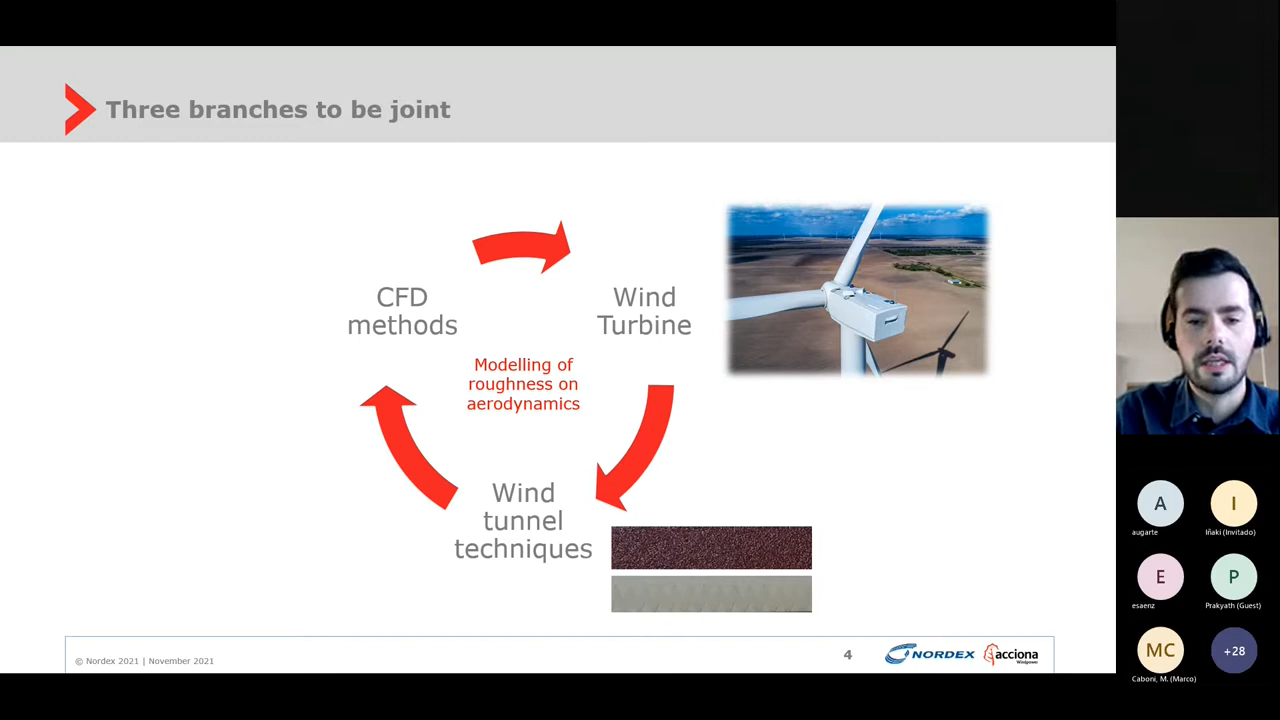 Three branches to be joint
CFD
methods
Wind
Turbine
Modelling of
roughness on
aerodynamics
Wind
tunnel
techniques
© Nordex 2021 | November 2021
4
NORDEX
acciona
Windpower
A
augarte
I
Iñaki (Invitado)
E
esaenz
P
Prakyath (Guest)
MC
Caboni, M. (Marco)
+28